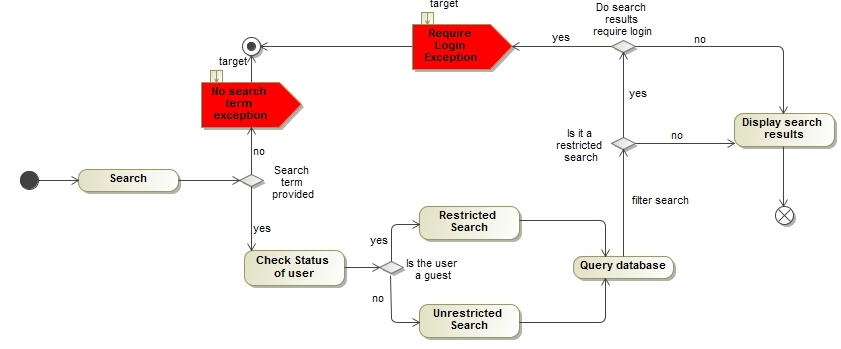 target
Do search
results
require login
Require
Login
Exception
yes
no
target
No search
term
exception
yes
Display search
results
Is it a
restricted
search
no
no
Search
term
provided
Search
filter search
yes
Restricted
Search
yes
Check Status
of user
Is the user
a guest
Query database
no
Unrestricted
Search